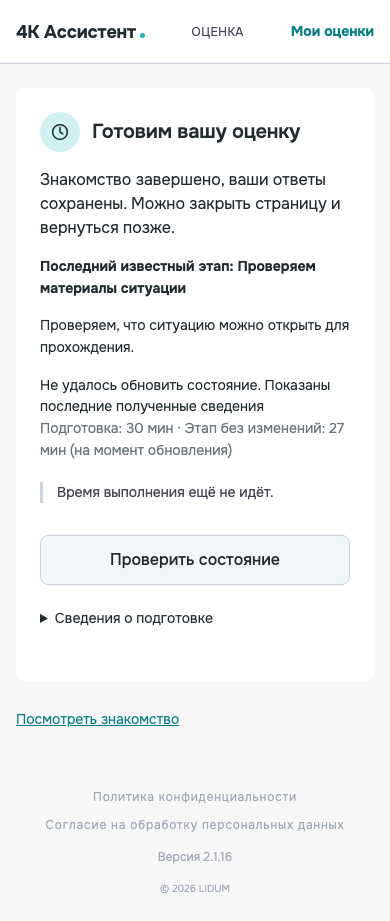 4К Ассистент
ОЦЕНКА
Мои оценки
Готовим вашу оценку
Знакомство завершено, ваши ответы
сохранены. Можно закрыть страницу и
вернуться позже.
Последний известный этап: Проверяем
материалы ситуации
Проверяем, что ситуацию можно открыть для
прохождения.
Не удалось обновить состояние. Показаны
последние полученные сведения
Подготовка: 30 мин · Этап без изменений: 27
мин (на момент обновления)
Время выполнения ещё не идёт.
Проверить состояние
Сведения о подготовке
Посмотреть знакомство
Политика конфиденциальности
Согласие на обработку персональных данных
Версия 2.1.16
© 2026 LIDUM